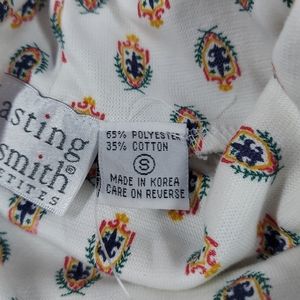 asting
smith®
ETITES
65% POLYESTER
35% COTTON
S
MADE IN KOREA
CARE ON REVERSE